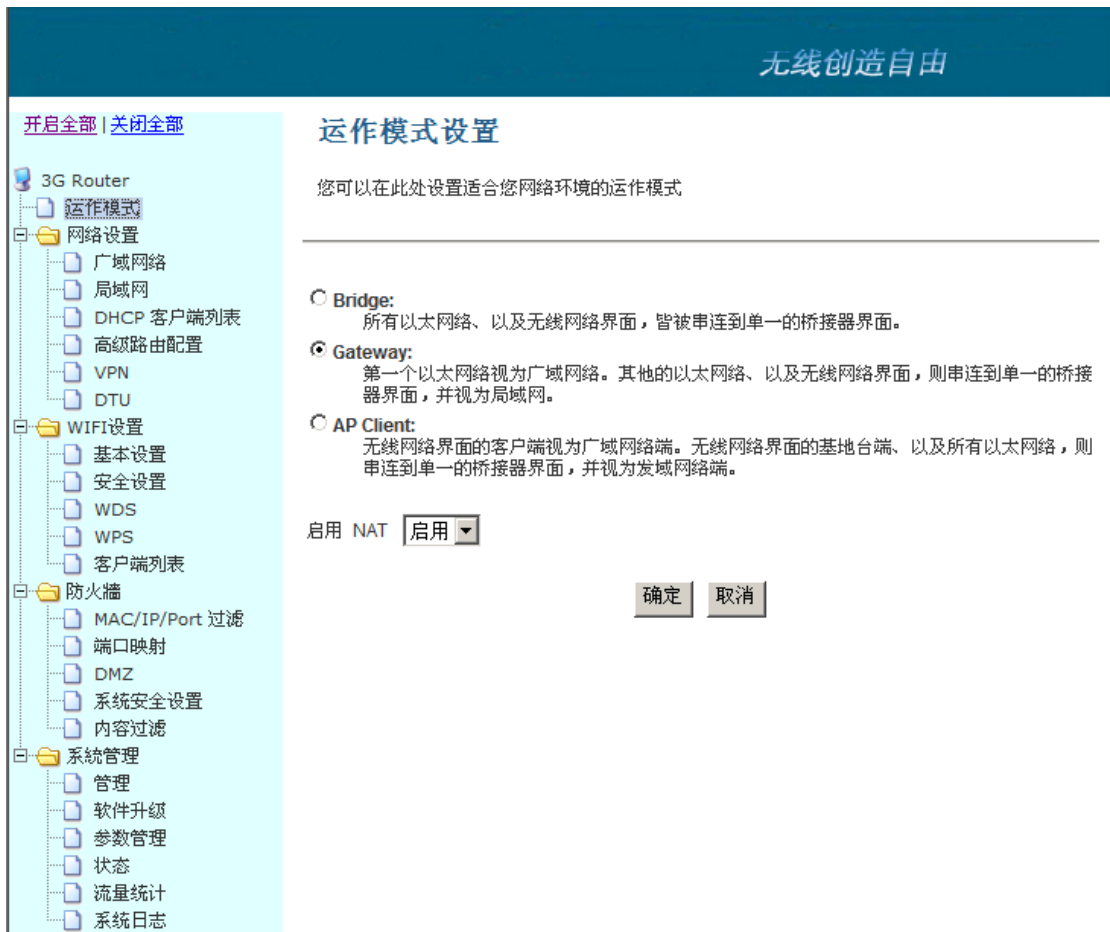 无线创造自由
开启全部 | 关闭全部
3G Router
运作模式
网络设置
广域网络
局域网
DHCP 客户端列表
高级路由配置
VPN
DTU
WIFI设置
基本设置
安全设置
WDS
WPS
客户端列表
防火墙
MAC/IP/Port 过滤
端口映射
DMZ
系统安全设置
内容过滤
系统管理
管理
软件升级
参数管理
状态
流量统计
系统日志
运作模式设置
您可以在此处设置适合您网络环境的运作模式
Bridge:
所有以太网络、以及无线网络界面，皆被串连到单一的桥接器界面。
Gateway:
第一个以太网络视为广域网络。其他的以太网络、以及无线网络界面，则串连到单一的桥接
器界面，并视为局域网。
AP Client:
无线网络界面的客户端视为广域网络端。无线网络界面的基地台端、以及所有以太网络，则
串连到单一的桥接器界面，并视为发域网络端。
启用 NAT 启用
确定 取消